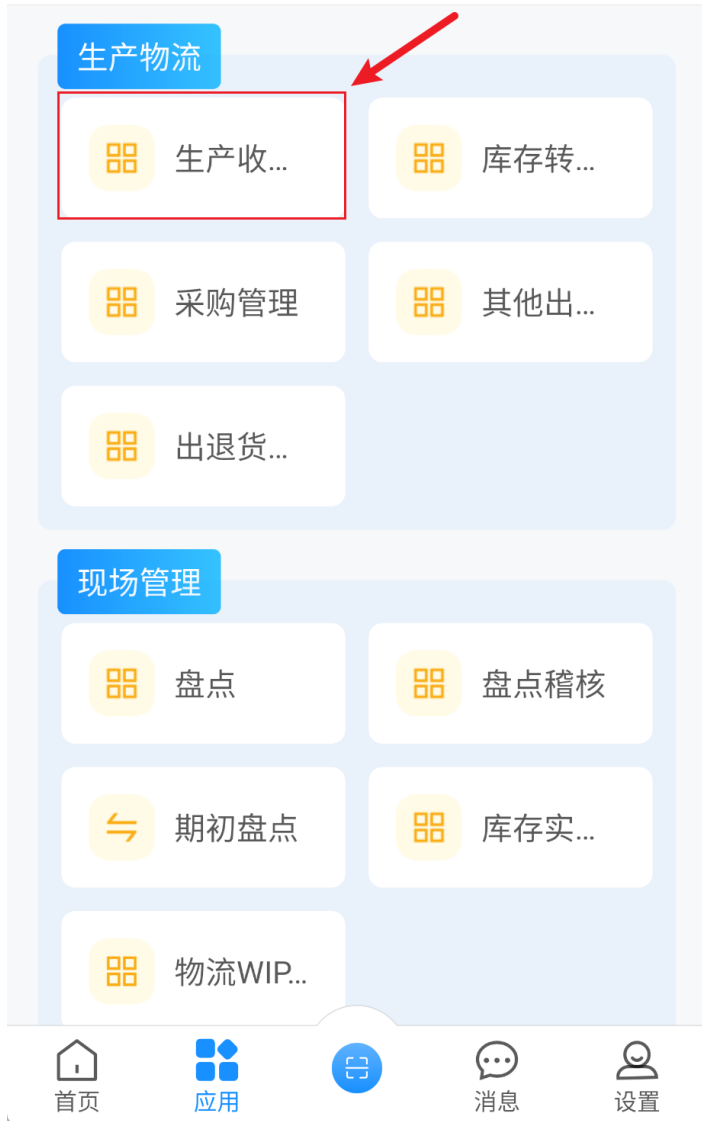 生产物流
生产收...
库存转...
采购管理
其他出...
出退货...
现场管理
盘点
盘点稽核
期初盘点
库存实...
物流WIP...
首页
应用
消息
设置